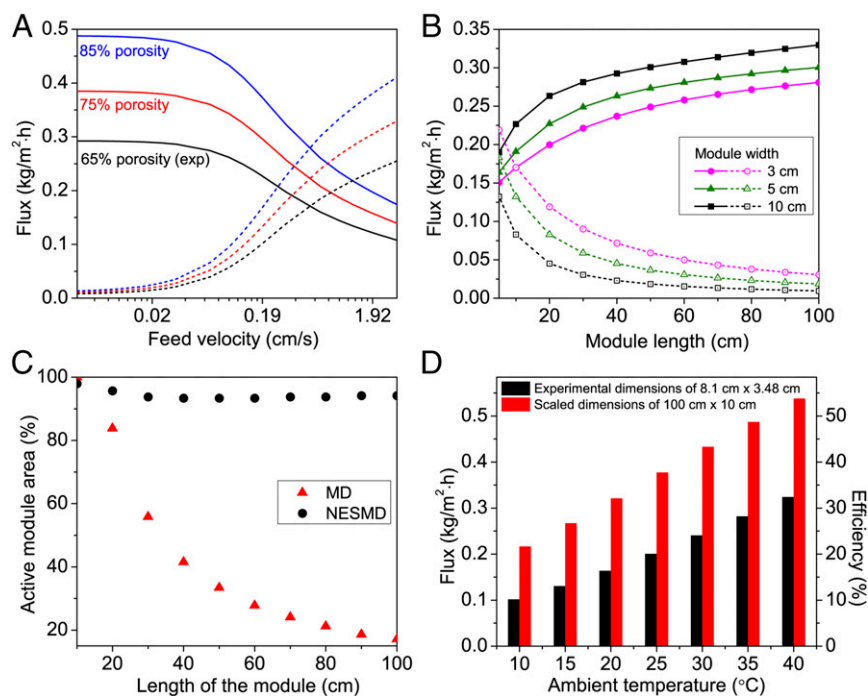 A
Flux (kg/m²·h)
0.5
0.4
0.3
0.2
0.1
0.0
85% porosity
75% porosity
65% porosity (exp)
0.02
0.19
1.92
Feed velocity (cm/s)
B
Flux (kg/m²·h)
0.35
0.30
0.25
0.20
0.15
0.10
0.05
0.00
Module width
3 cm
5 cm
10 cm
20
40
60
80
100
Module length (cm)
C
Active module area (%)
100
80
60
40
20
MD
NESMD
20
40
60
80
100
Length of the module (cm)
D
Flux (kg/m²·h)
0.5
0.4
0.3
0.2
0.1
0.0
Experimental dimensions of 8.1 cm x 3.48 cm
Scaled dimensions of 100 cm x 10 cm
50
40
30
20
10
0
Efficiency (%)
10
15
20
25
30
35
40
Ambient temperature (°C)